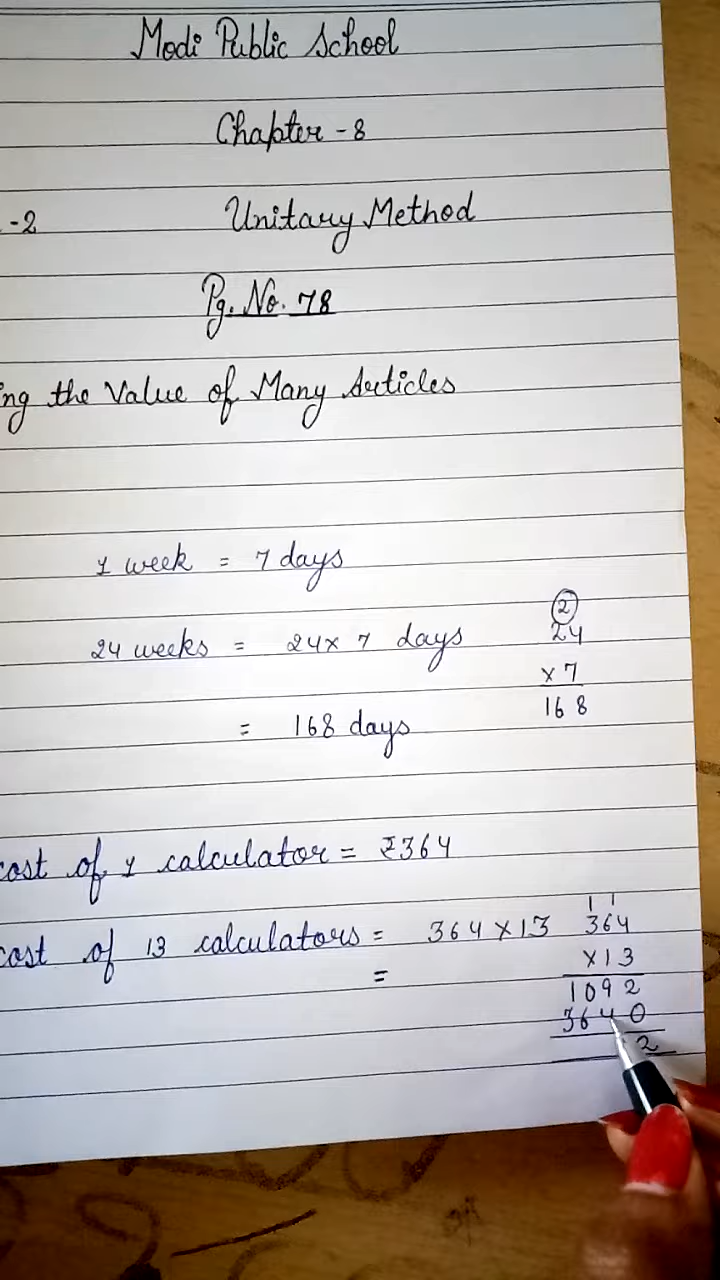 Modi Public School
Chapter - 8
-2 Unitary Method
Pg. No. 78
ing the Value of Many Articles
1 week = 7 days
2
24 weeks = 24 x 7 days 24
x 7
= 168 days 168
cost of 1 calculator = ₹364
1 1
cost of 13 calculators = 364 x 13 364
x 13
= 1092
3640
2